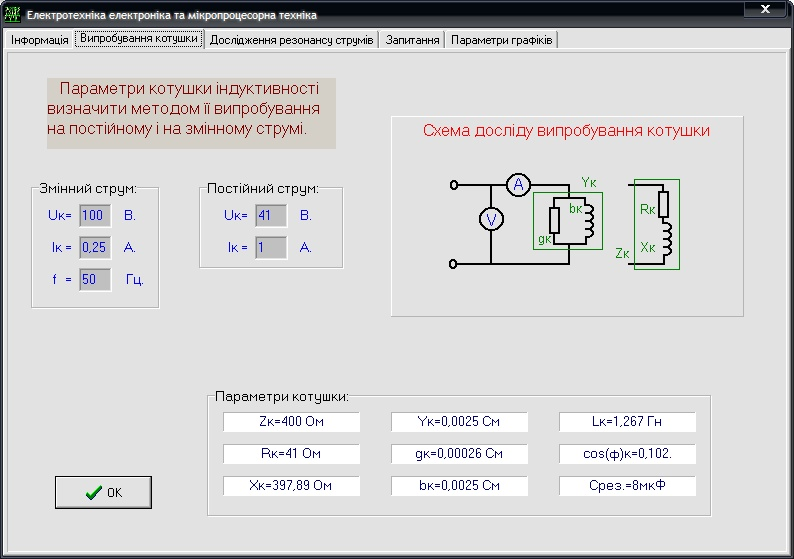 Електротехніка електроніка та мікропроцесорна техніка
Інформація Випробування котушки Дослідження резонансу струмів Запитання Параметри графіків
Параметри котушки індуктивності
визначити методом її випробування
на постійному і на змінному струмі.
Схема досліду випробування котушки
A
Yк
V
bк
gк
Rк
Xк
Zк
Змінний струм:
Uк= 100 В.
Iк= 0,25 А.
f = 50 Гц.
Постійний струм:
Uк= 41 В.
Iк= 1 А.
Параметри котушки:
Zк=400 Ом Yк=0,0025 См Lк=1,267 Гн
Rк=41 Ом gк=0,00026 См cos(ф)к=0,102.
Xк=397,89 Ом bк=0,0025 См Cрез.=8мкФ
OK